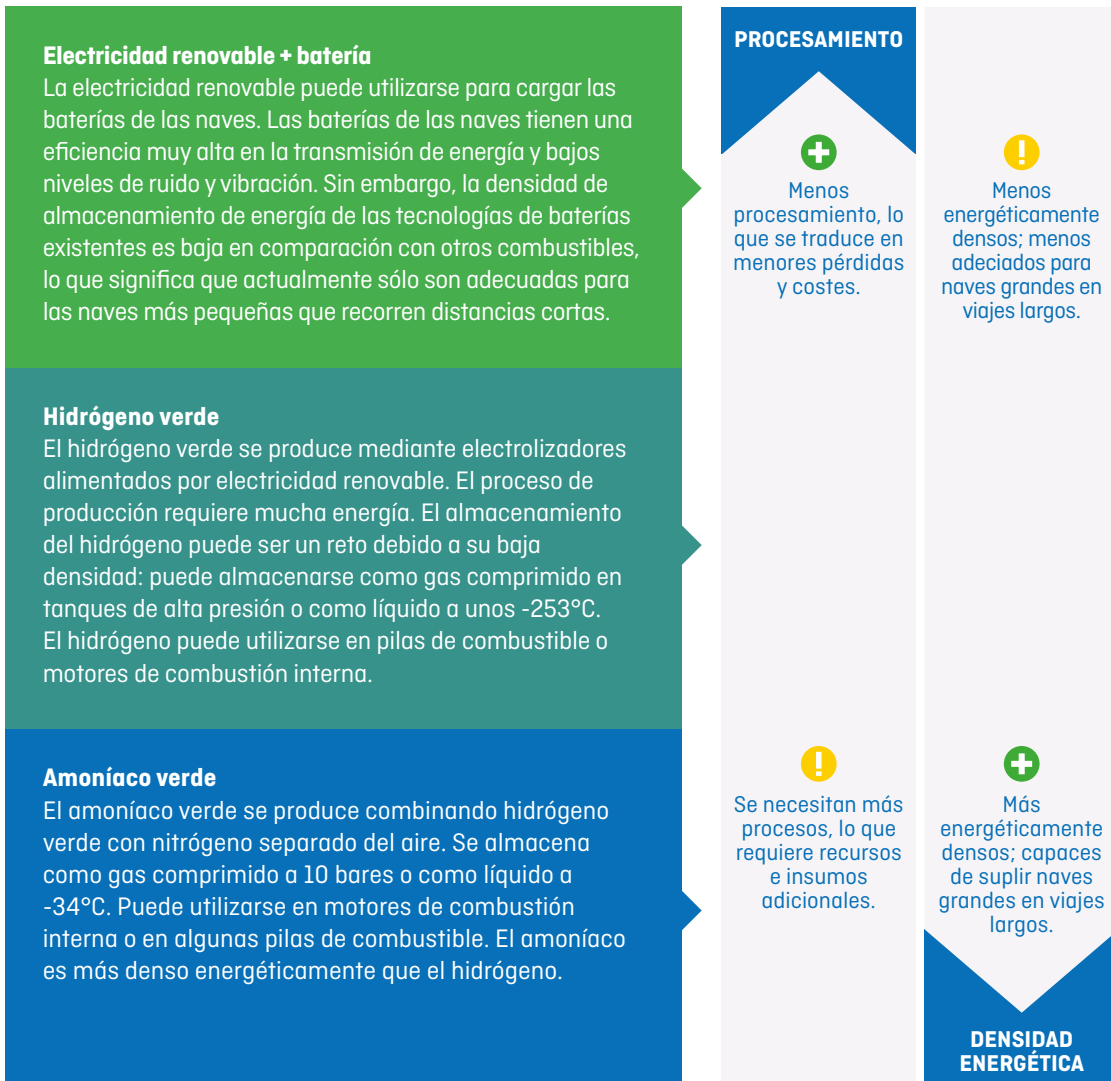 Electricidad renovable + batería
La electricidad renovable puede utilizarse para cargar las
baterías de las naves. Las baterías de las naves tienen una
eficiencia muy alta en la transmisión de energía y bajos
niveles de ruido y vibración. Sin embargo, la densidad de
almacenamiento de energía de las tecnologías de baterías
existentes es baja en comparación con otros combustibles,
lo que significa que actualmente sólo son adecuadas para
las naves más pequeñas que recorren distancias cortas.
Hidrógeno verde
El hidrógeno verde se produce mediante electrolizadores
alimentados por electricidad renovable. El proceso de
producción requiere mucha energía. El almacenamiento
del hidrógeno puede ser un reto debido a su baja
densidad: puede almacenarse como gas comprimido en
tanques de alta presión o como líquido a unos -253°C.
El hidrógeno puede utilizarse en pilas de combustible o
motores de combustión interna.
Amoníaco verde
El amoníaco verde se produce combinando hidrógeno
verde con nitrógeno separado del aire. Se almacena
como gas comprimido a 10 bares o como líquido a
-34°C. Puede utilizarse en motores de combustión
interna o en algunas pilas de combustible. El amoníaco
es más denso energéticamente que el hidrógeno.
PROCESAMIENTO
Menos
procesamiento, lo
que se traduce en
menores pérdidas
y costes.
Se necesitan más
procesos, lo que
requiere recursos
e insumos
adicionales.
Menos
energéticamente
densos; menos
adeciados para
naves grandes en
viajes largos.
Más
energéticamente
densos; capaces
de suplir naves
grandes en viajes
largos.
DENSIDAD
ENERGÉTICA